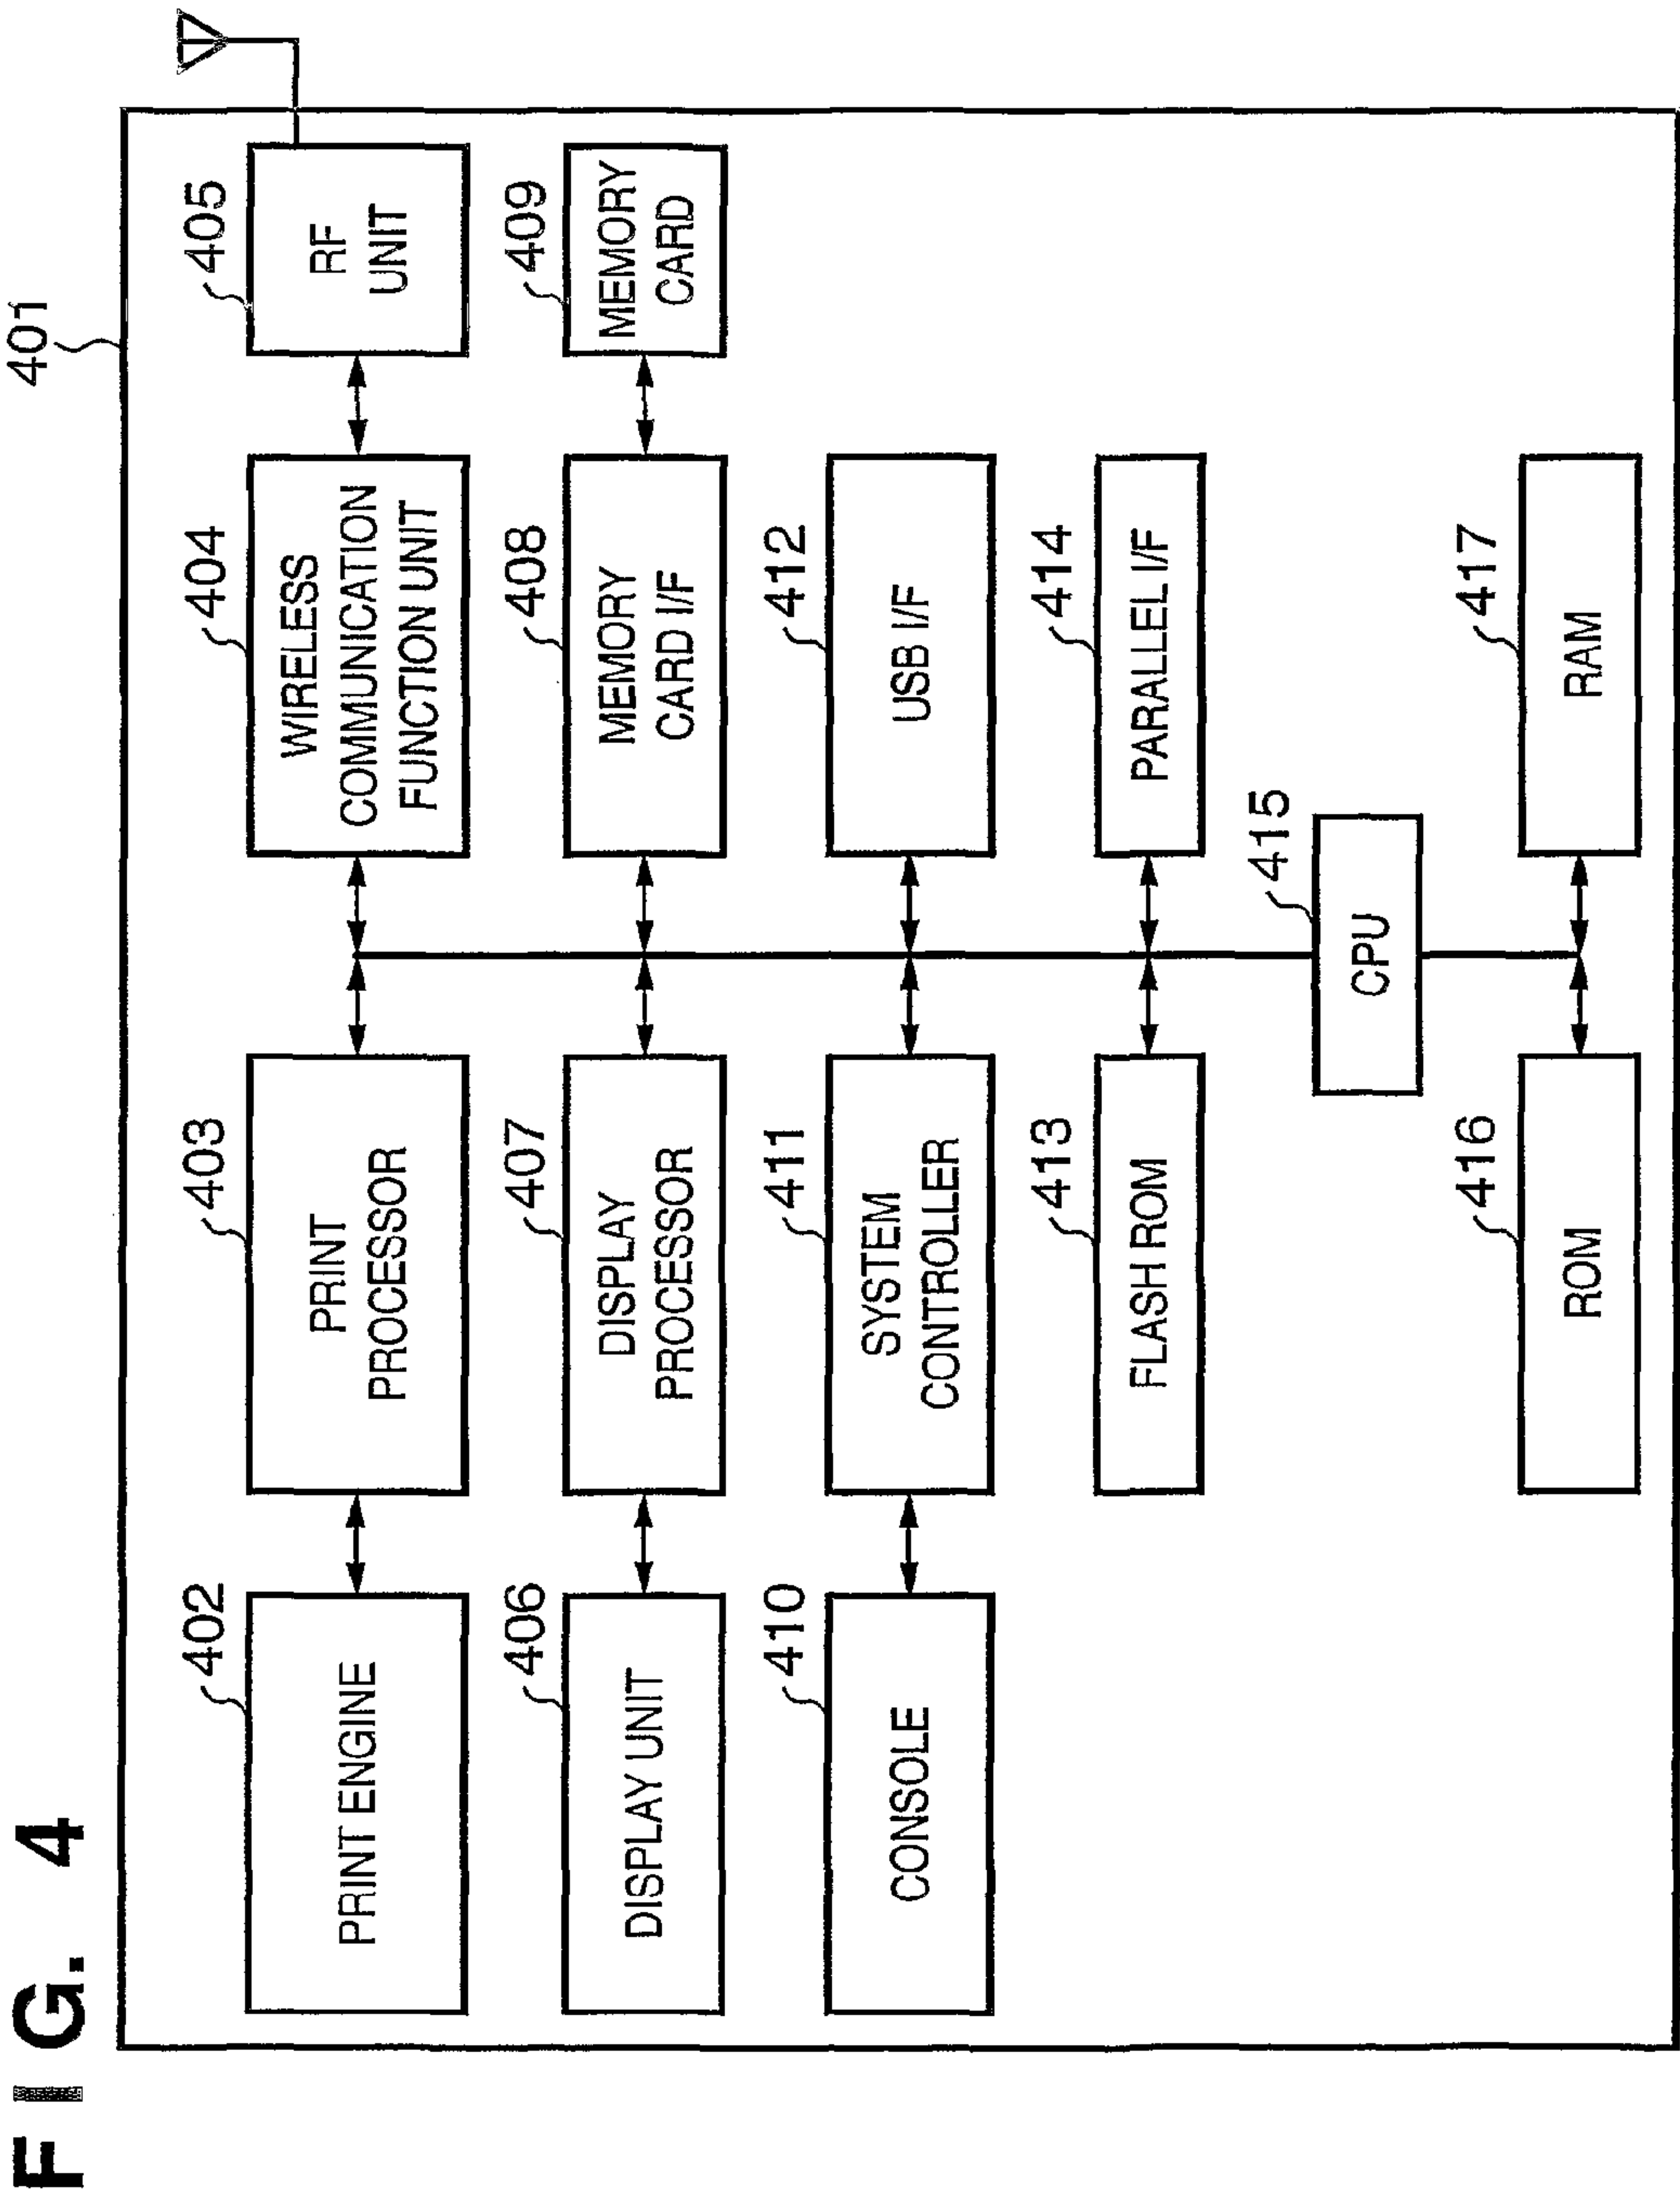 FIG. 4
401
402
PRINT ENGINE
403
PRINT
PROCESSOR
404
WIRELESS
COMMUNICATION
FUNCTION UNIT
405
RF
UNIT
406
DISPLAY UNIT
407
DISPLAY
PROCESSOR
408
MEMORY
CARD I/F
409
MEMORY
CARD
410
CONSOLE
411
SYSTEM
CONTROLLER
412
USB I/F
413
FLASH ROM
414
PARALLEL I/F
415
CPU
416
ROM
417
RAM